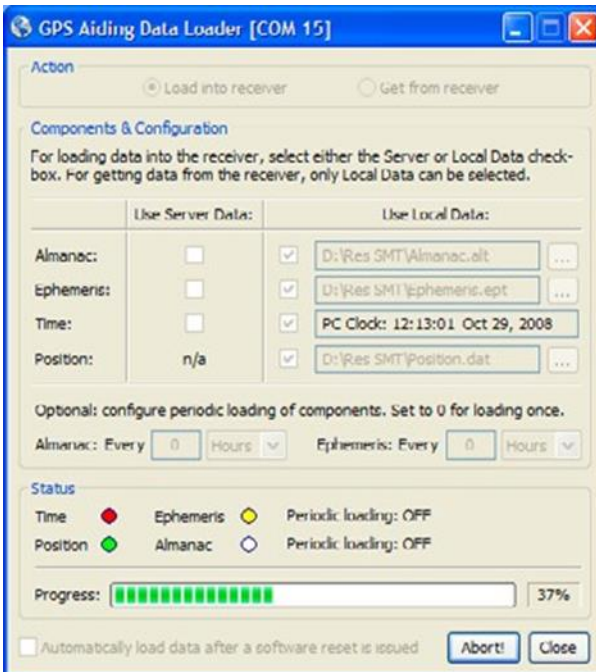 GPS Aiding Data Loader [COM 15]
Action
Load into receiver Get from receiver
Components & Configuration
For loading data into the receiver, select either the Server or Local Data check-
box. For getting data from the receiver, only Local Data can be selected.
Use Server Data: Use Local Data:
Almanac: D:\Res SMT\Almanac.alt ...
Ephemeris: D:\Res SMT\Ephemeris.ept ...
Time: PC Clock: 12:13:01 Oct 29, 2008
Position: n/a D:\Res SMT\Position.dat ...
Optional: configure periodic loading of components. Set to 0 for loading once.
Almanac: Every 0 Hours Ephemeris: Every 0 Hours
Status
Time Ephemeris Periodic loading: OFF
Position Almanac Periodic loading: OFF
Progress: 37%
Automatically load data after a software reset is issued Abort! Close